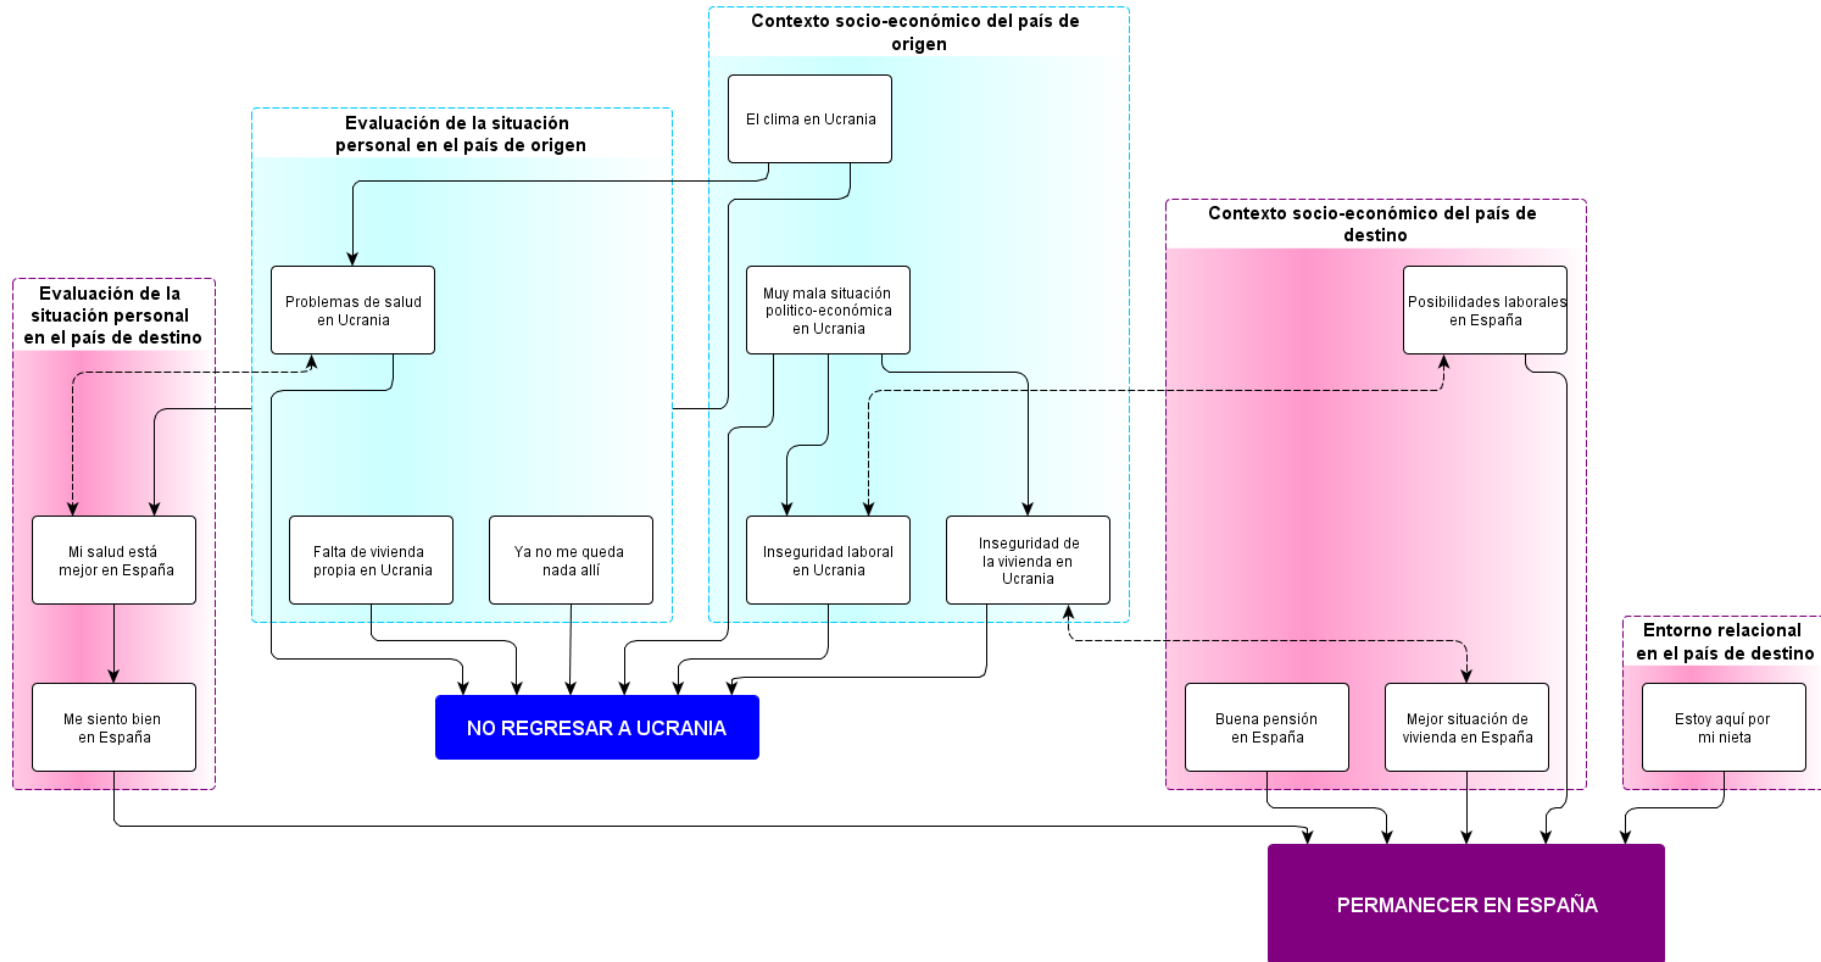 Contexto socio-económico del país de
origen
El clima en Ucrania
Evaluación de la situación
personal en el país de origen
Contexto socio-económico del país de
destino
Evaluación de la
situación personal
en el país de destino
Problemas de salud
en Ucrania
Muy mala situación
politico-económica
en Ucrania
Posibilidades laborales
en España
Mi salud está
mejor en España
Falta de vivienda
propia en Ucrania
Ya no me queda
nada allí
Inseguridad laboral
en Ucrania
Inseguridad de
la vivienda en
Ucrania
Entorno relacional
en el país de destino
Me siento bien
en España
NO REGRESAR A UCRANIA
Buena pensión
en España
Mejor situación de
vivienda en España
Estoy aquí por
mi nieta
PERMANECER EN ESPAÑA